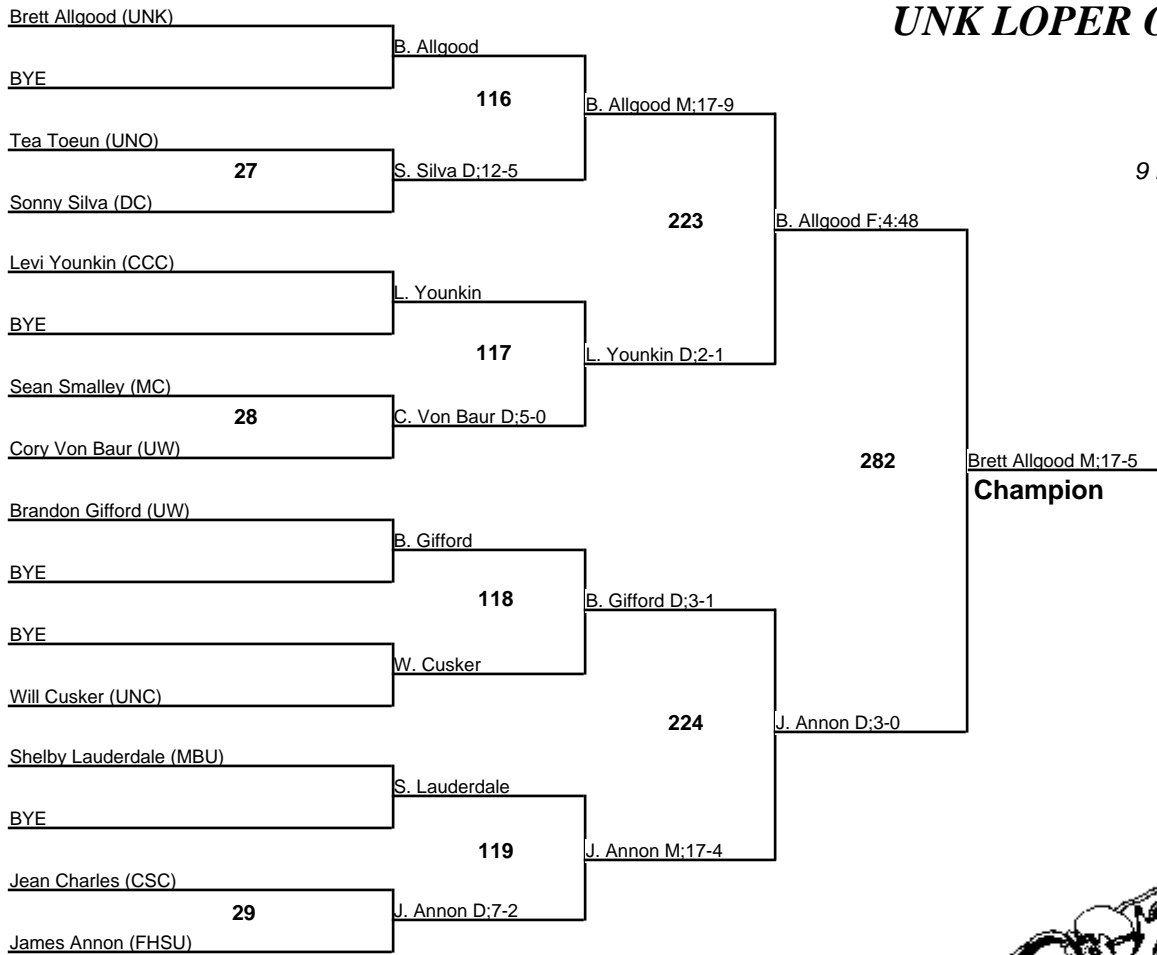 UNK LOPER O
9
Brett Allgood (UNK)
BYE
Tea Toeun (UNO)
27
Sonny Silva (DC)
Levi Younkin (CCC)
BYE
Sean Smalley (MC)
28
Cory Von Baur (UW)
Brandon Gifford (UW)
BYE
BYE
Will Cusker (UNC)
Shelby Lauderdale (MBU)
BYE
Jean Charles (CSC)
29
James Annon (FHSU)
B. Allgood
116
S. Silva D;12-5
L. Younkin
117
C. Von Baur D;5-0
B. Gifford
118
W. Cusker
S. Lauderdale
119
J. Annon D;7-2
B. Allgood M;17-9
223
L. Younkin D;2-1
B. Gifford D;3-1
224
J. Annon M;17-4
B. Allgood F;4:48
282
J. Annon D;3-0
Brett Allgood M;17-5
Champion